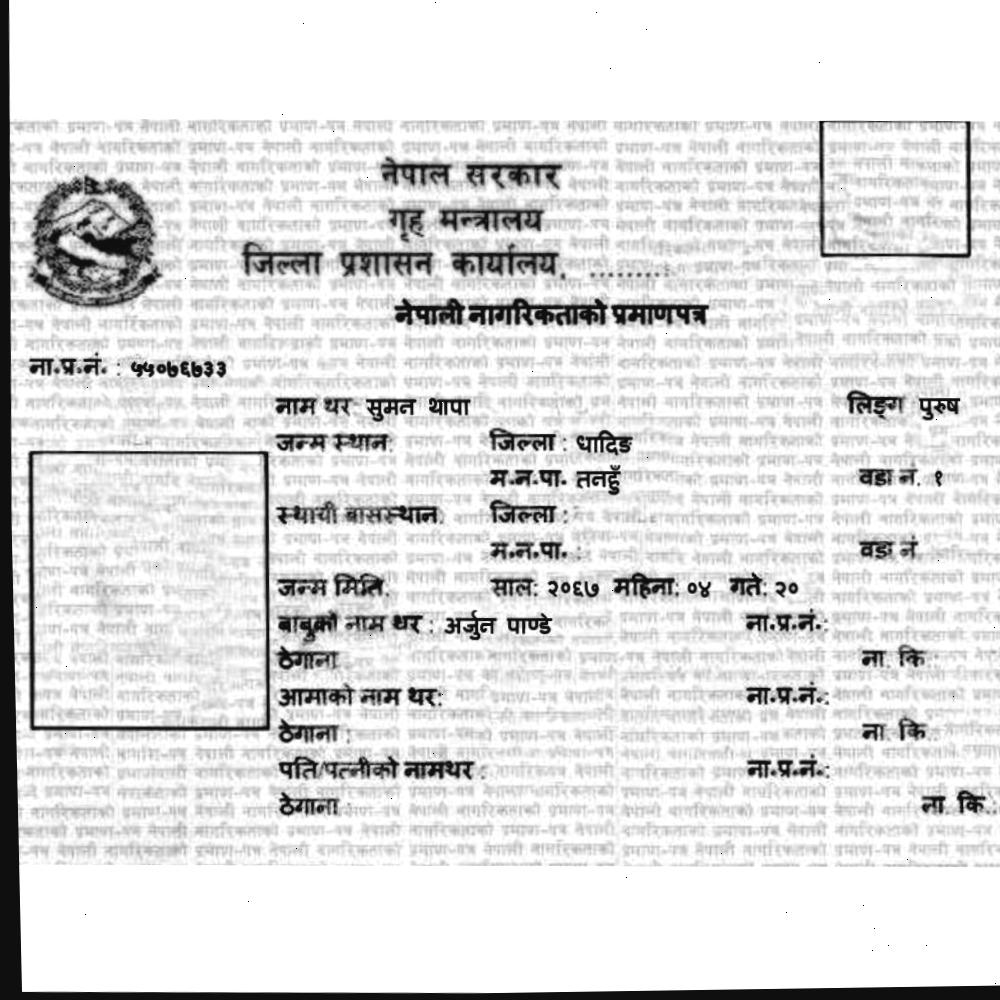 नेपाल सरकार
गृह मन्त्रालय
जिल्ला प्रशासन कार्यालय, .........
नेपाली नागरिकताको प्रमाणपत्र
ना.प्र.नं. : ५५०७६७३३
नाम थर: सुमन थापा लिङ्ग पुरुष
जन्म स्थान: जिल्ला : धादिङ
म.न.पा. तनहुँ वडा नं. १
स्थायी बासस्थान: जिल्ला :
म.न.पा. : वडा नं.
जन्म मिति: साल: २०६७ महिना: ०४ गते: २०
बाबुको नाम थर : अर्जुन पाण्डे ना.प्र.नं.:
ठेगाना ना. कि.:
आमाको नाम थर: ना.प्र.नं.:
ठेगाना : ना. कि.:
पति/पत्नीको नामथर : ना.प्र.नं.:
ठेगाना : ना. कि.: